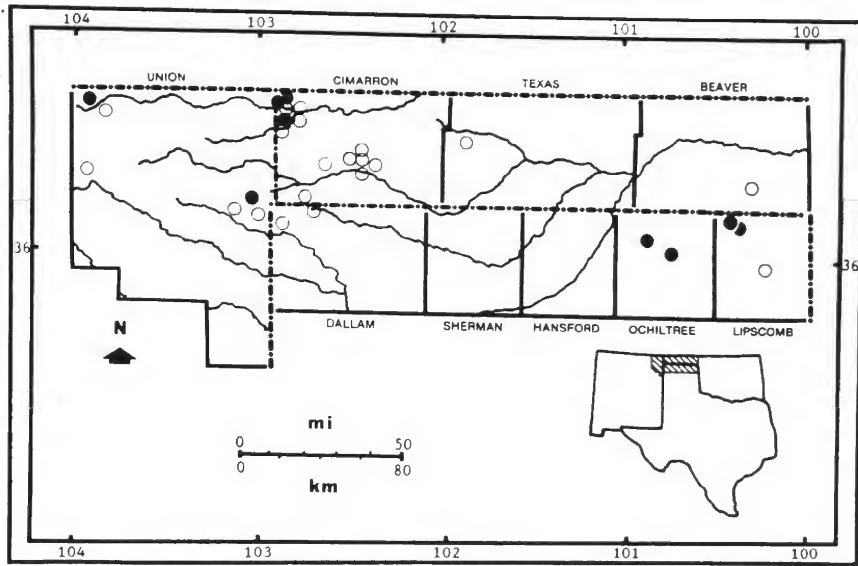 104 103 102 101 100
UNION CIMARRON TEXAS BEAVER
36 36
DALLAM SHERMAN HANSFORD OCHILTREE LIPSCOMB
N
mi
0 50
0 80
km
104 103 102 101 100